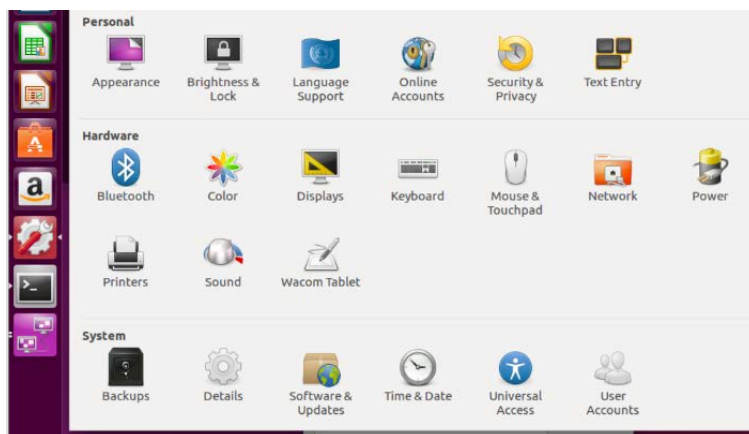 Personal
Appearance
Brightness &
Lock
Language
Support
Online
Accounts
Security &
Privacy
Text Entry
Hardware
Bluetooth
Color
Displays
Keyboard
Mouse &
Touchpad
Network
Power
Printers
Sound
Wacom Tablet
System
Backups
Details
Software &
Updates
Time & Date
Universal
Access
User
Accounts
A
a
>_